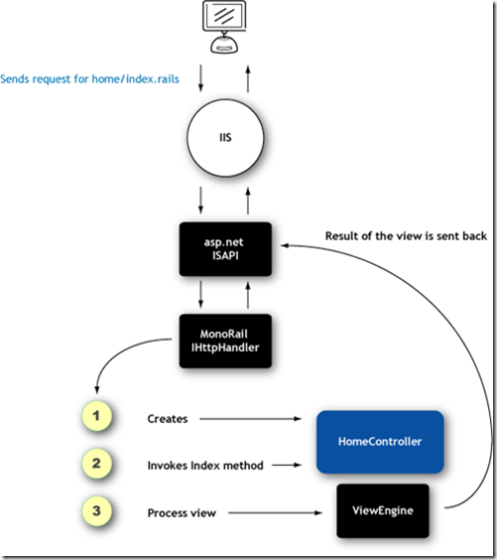 Sends request for home/index.rails
IIS
Result of the view is sent back
asp.net
ISAPI
MonoRail
IHttpHandler
1
Creates
HomeController
2
Invokes Index method
3
Process view
ViewEngine